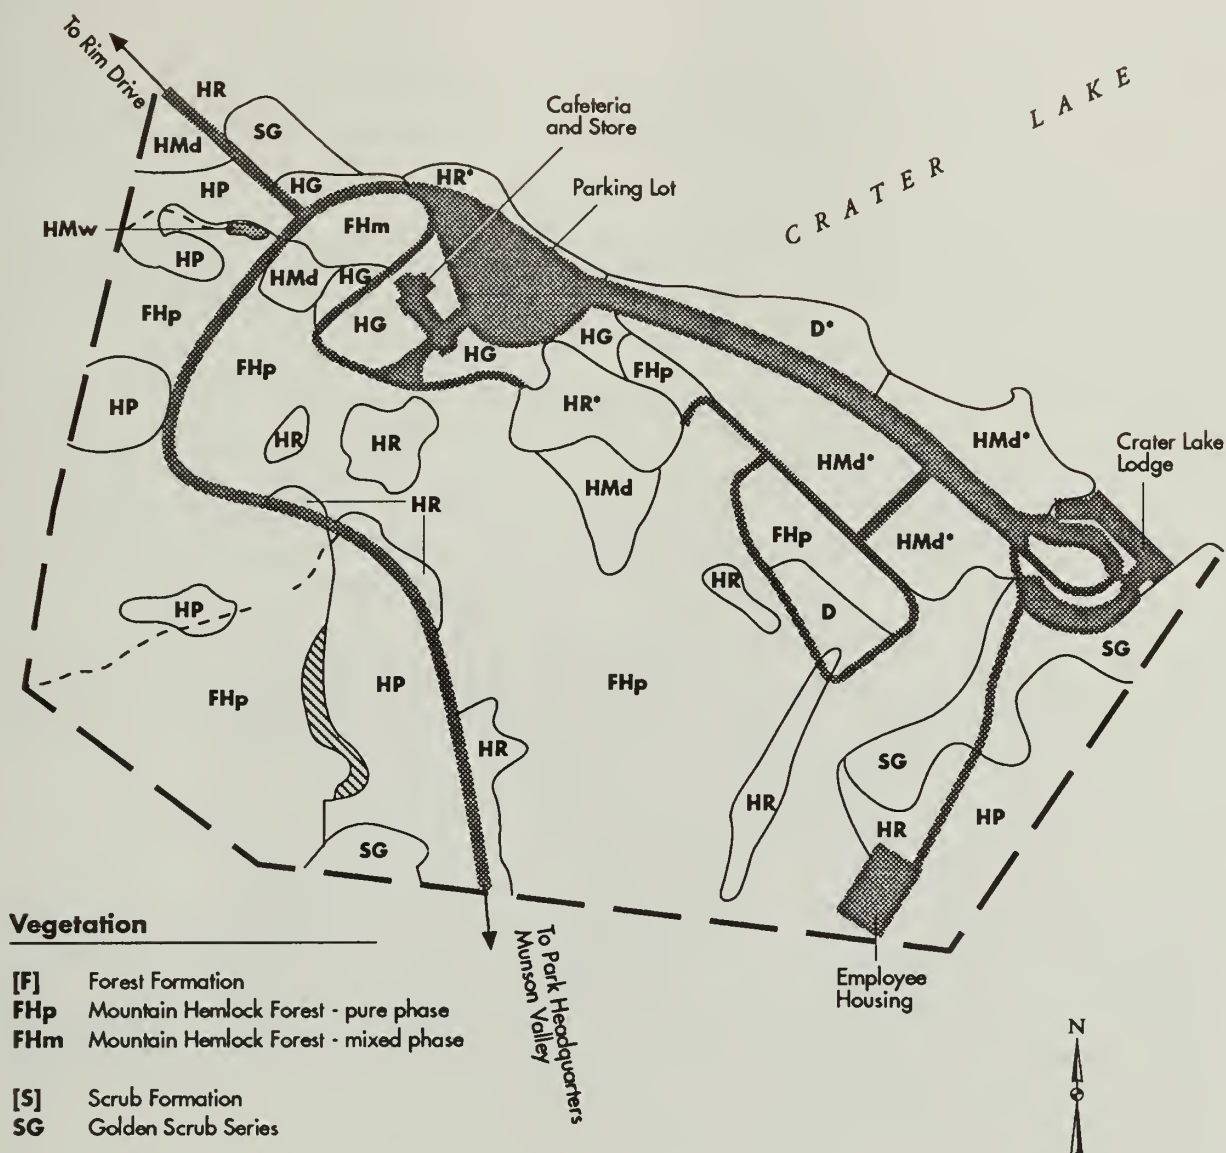 To Rim Drive
HR
CRATER LAKE
Cafeteria
and Store
SG
HMd
HR•
Parking Lot
HP
HG
FHm
HMw
HP
HMd
HG
FHp
HG
HG
D•
HG
FHp
FHp
HP
HR•
HR
HR
HMd•
HMd•
Crater Lake
Lodge
HMd
HR
FHp
HMd•
HR
HP
D
SG
FHp
HP
FHp
HR
SG
HR
HP
HR
SG
Vegetation
To Park Headquarters
Munson Valley
Employee
Housing
[F] Forest Formation
FHp Mountain Hemlock Forest - pure phase
FHm Mountain Hemlock Forest - mixed phase
N
[S] Scrub Formation
SG Golden Scrub Series